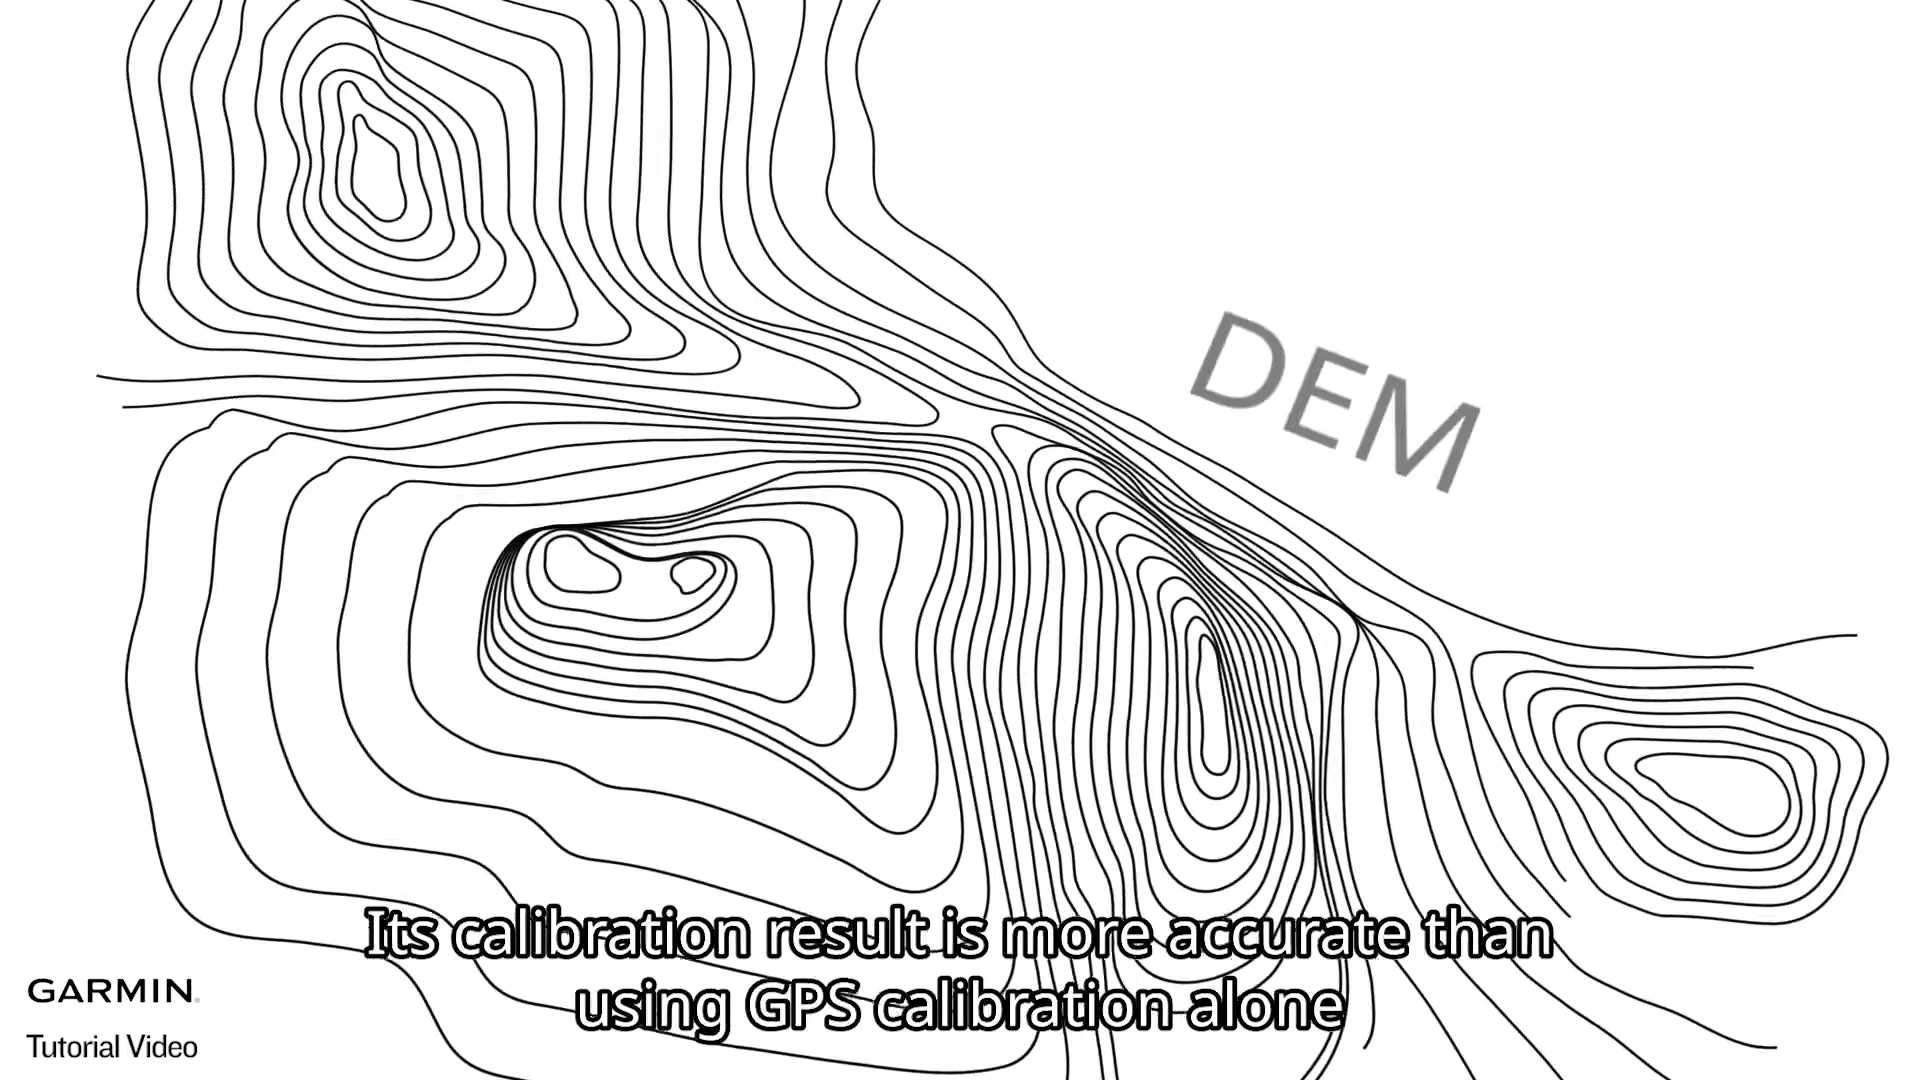 DEM
Its calibration result is more accurate than
using GPS calibration alone
GARMIN
Tutorial Video